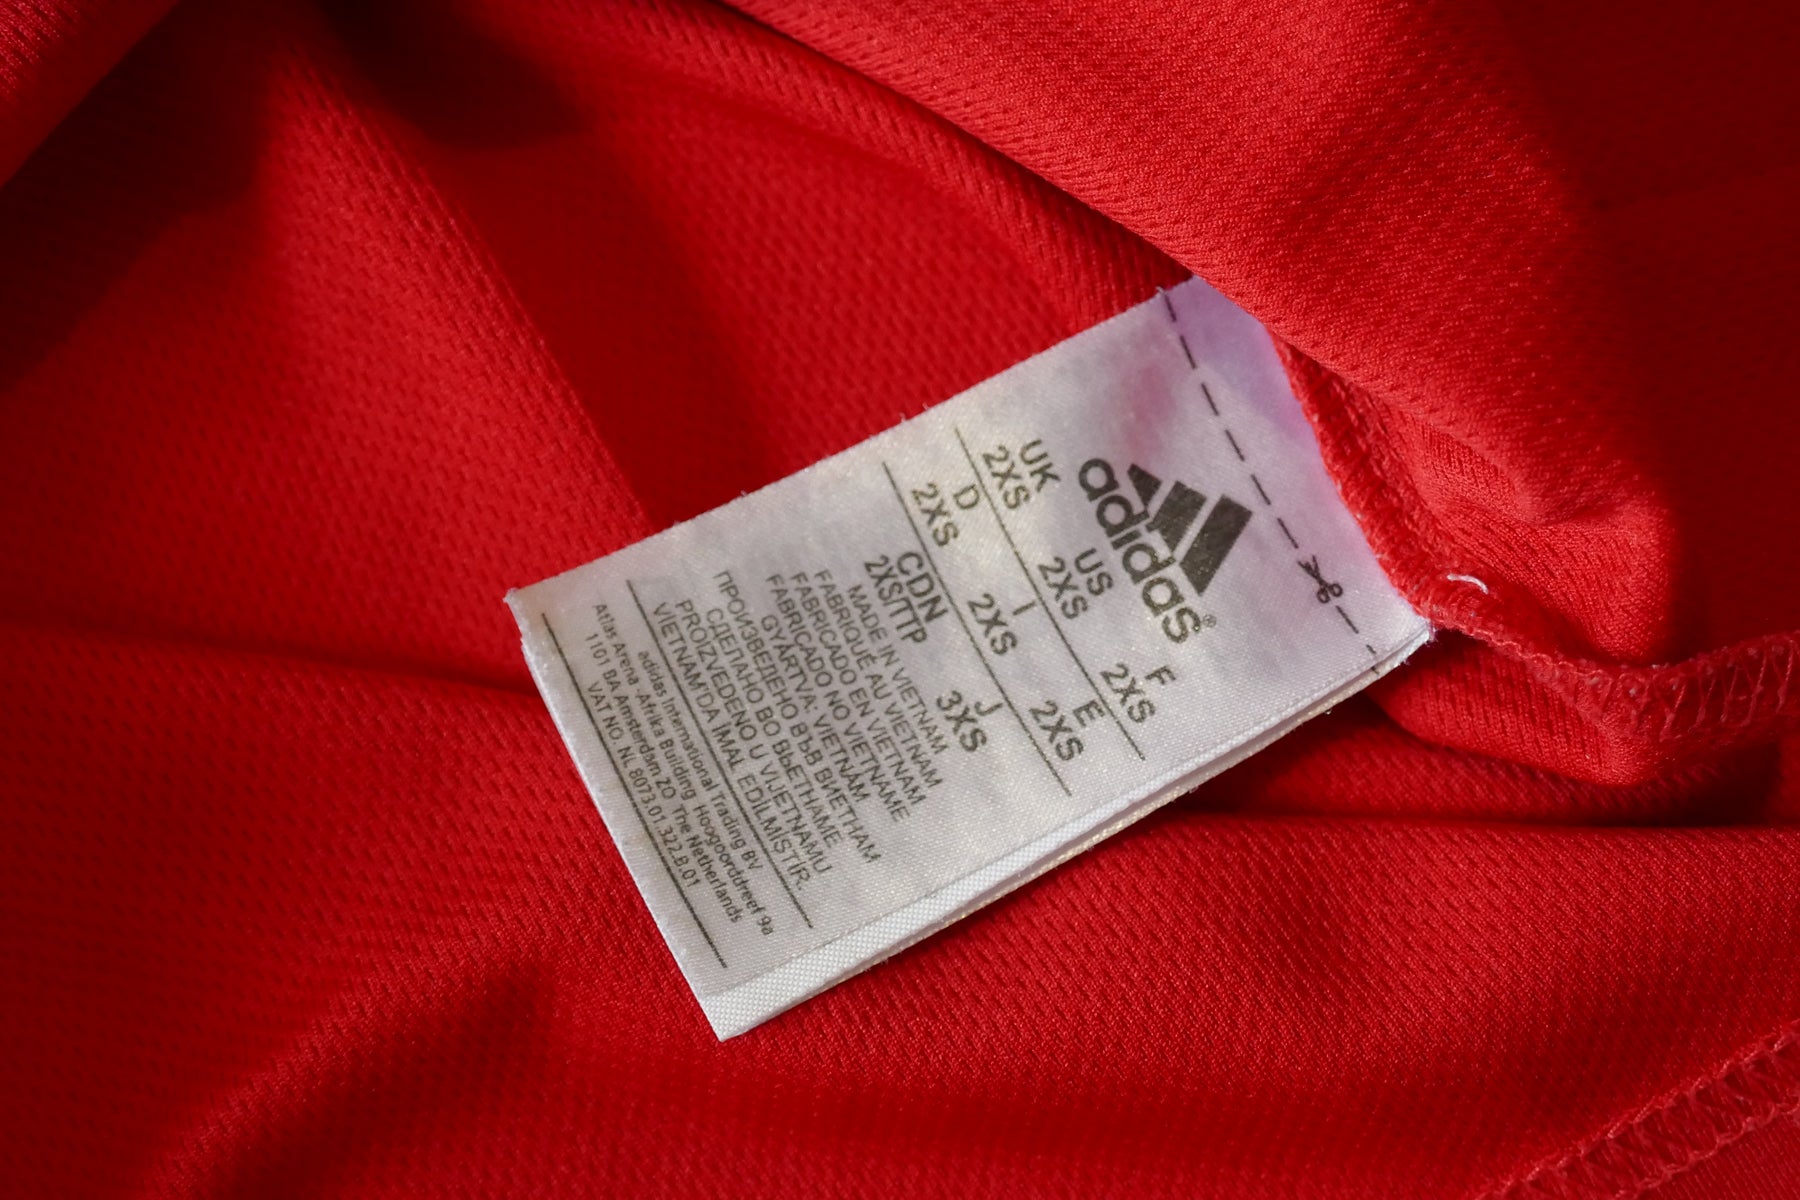 adidas®
UK US F
2XS 2XS 2XS
D I E
2XS 2XS 2XS
CDN J
2XS/TTP 3XS
MADE IN VIETNAM
FABRIQUÉ AU VIETNAM
FABRICADO EN VIETNAM
FABRICADO NO VIETNAME
GYÁRTVA: VIETNÁM
ПРОИЗВЕДЕНО ВЪВ ВИЕТНАМ
СДЕЛАНО ВО ВЬЕТНАМЕ
PROIZVEDENO U VIJETNAMU
VIETNAM'DA İMAL EDİLMİŞTİR.
adidas International Trading BV
Atlas Arena -Afrika Building Hoogoorddreef 9a
1101 BA Amsterdam ZO The Netherlands
VAT NO NL 8073.01.322.B.01